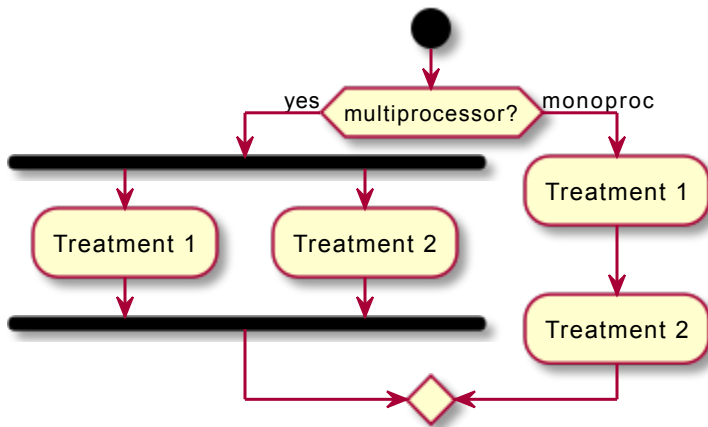 yes
multiprocessor?
monoproc
Treatment 1
Treatment 2
Treatment 1
Treatment 2